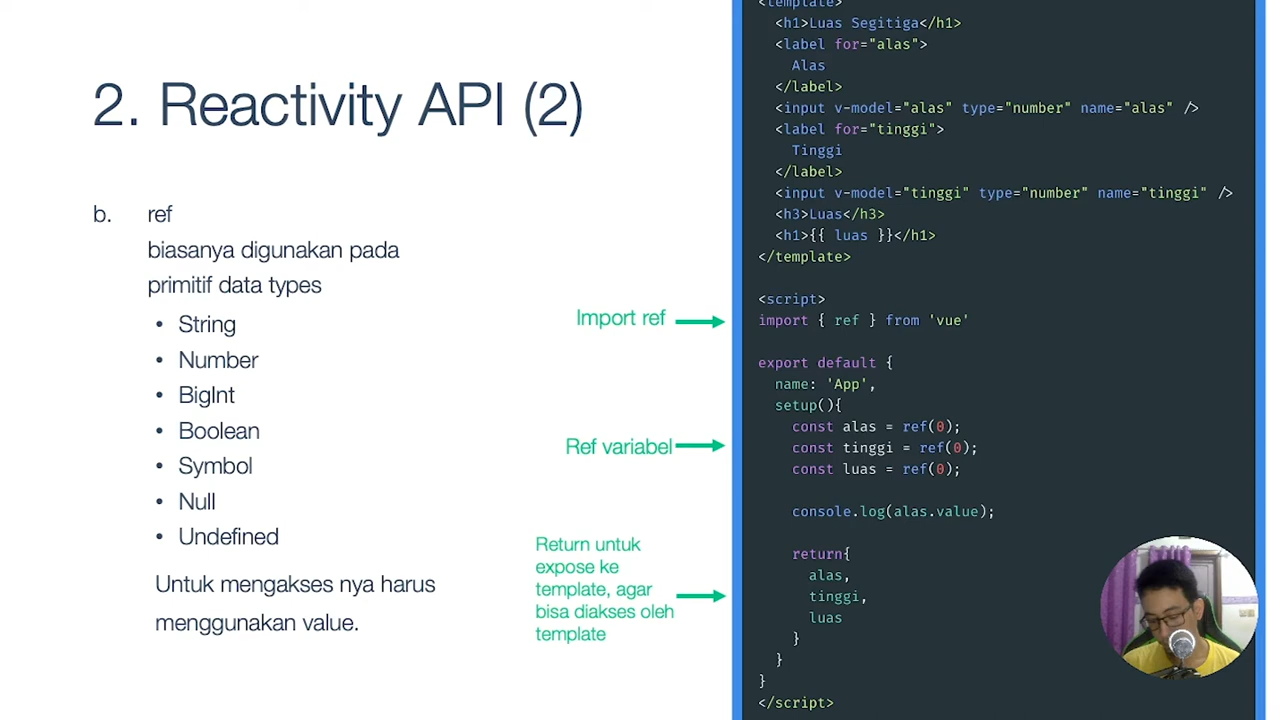 2. Reactivity API (2)
b. ref
biasanya digunakan pada
primitif data types
• String
• Number
• BigInt
• Boolean
• Symbol
• Null
• Undefined
Untuk mengakses nya harus
menggunakan value.
Import ref
Ref variabel
Return untuk
expose ke
template, agar
bisa diakses oleh
template
<template>
<h1>Luas Segitiga</h1>
<label for="alas">
Alas
</label>
<input v-model="alas" type="number" name="alas" />
<label for="tinggi">
Tinggi
</label>
<input v-model="tinggi" type="number" name="tinggi" />
<h3>Luas</h3>
<h1>{{ luas }}</h1>
</template>
<script>
import { ref } from 'vue'
export default {
name: 'App',
setup(){
const alas = ref(0);
const tinggi = ref(0);
const luas = ref(0);
console.log(alas.value);
return{
alas,
tinggi,
luas
}
}
}
</script>